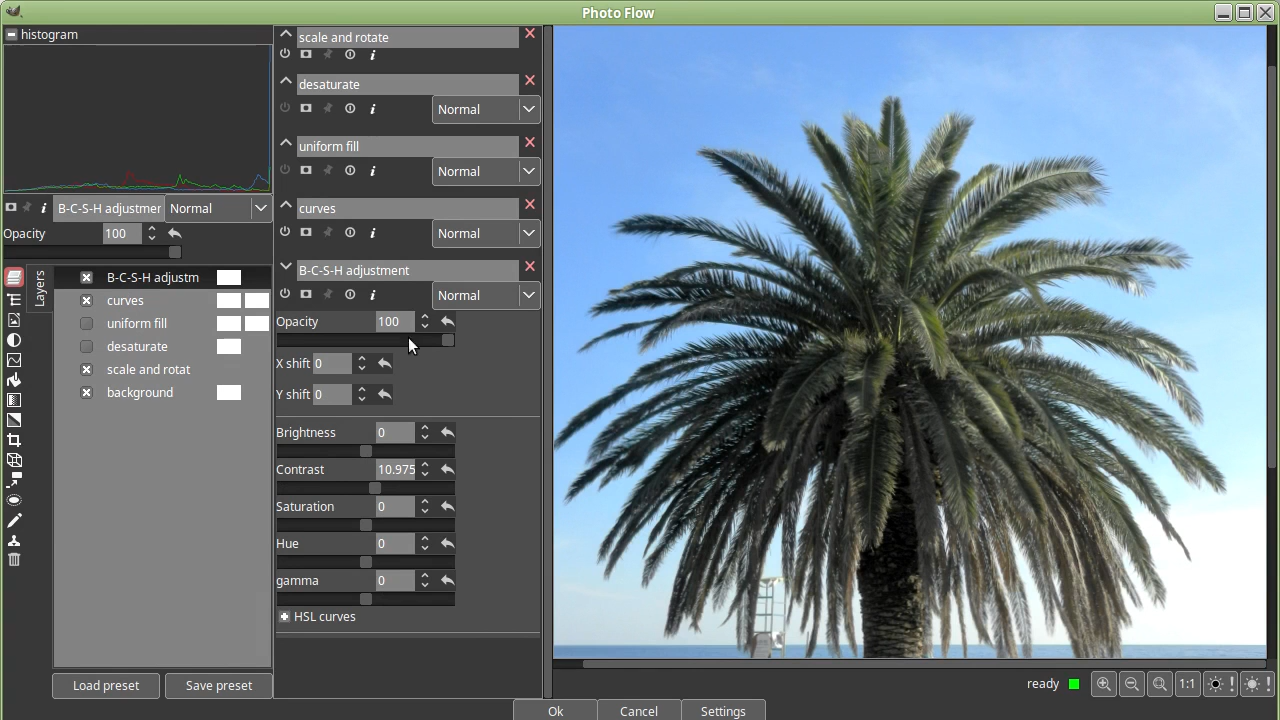 Photo Flow
histogram
B-C-S-H adjustmer
Normal
Opacity
100
Layers
B-C-S-H adjustm
curves
uniform fill
desaturate
scale and rotat
background
Load preset
Save preset
scale and rotate
desaturate
Normal
uniform fill
Normal
curves
Normal
B-C-S-H adjustment
Normal
Opacity 100
X shift 0
Y shift 0
Brightness 0
Contrast 10.975
Saturation 0
Hue 0
gamma 0
HSL curves
ready
1:1
Ok
Cancel
Settings